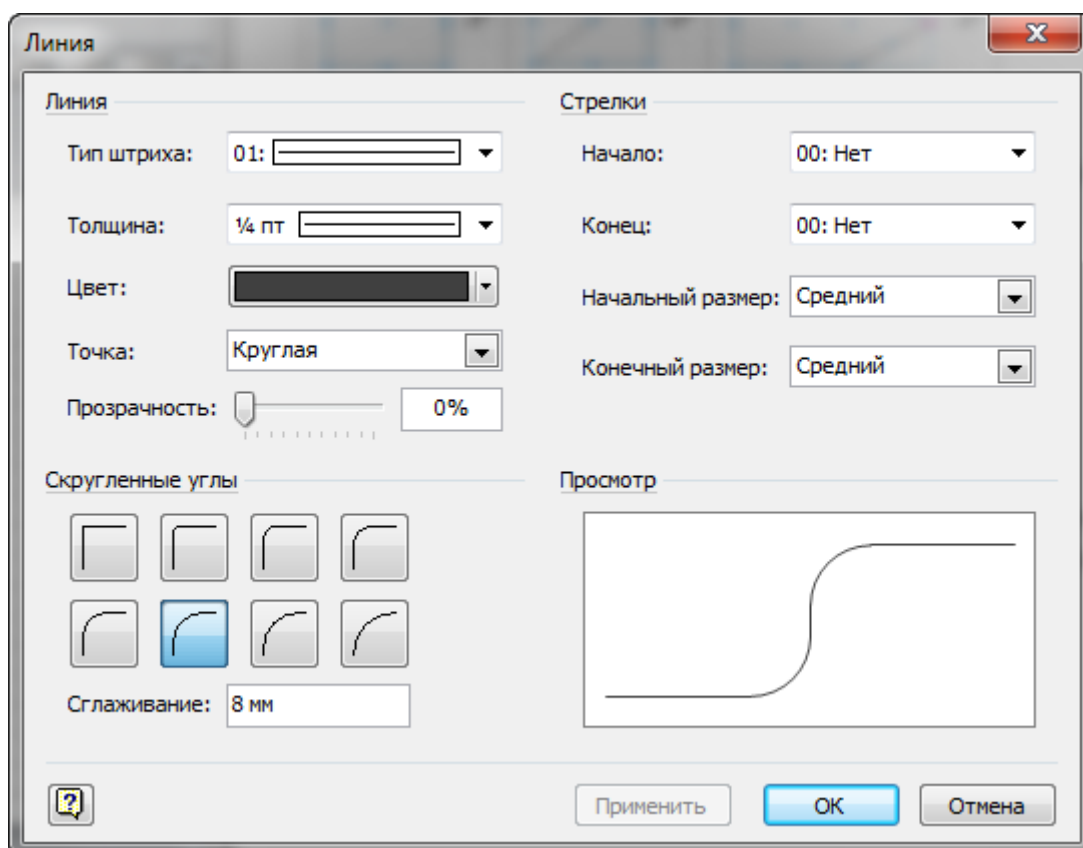 Линия
Линия
Тип штриха: 01:
Толщина: ¼ пт
Цвет:
Точка: Круглая
Прозрачность: 0%
Стрелки
Начало: 00: Нет
Конец: 00: Нет
Начальный размер: Средний
Конечный размер: Средний
Скругленные углы
Сглаживание: 8 мм
Просмотр
Применить
ОК
Отмена